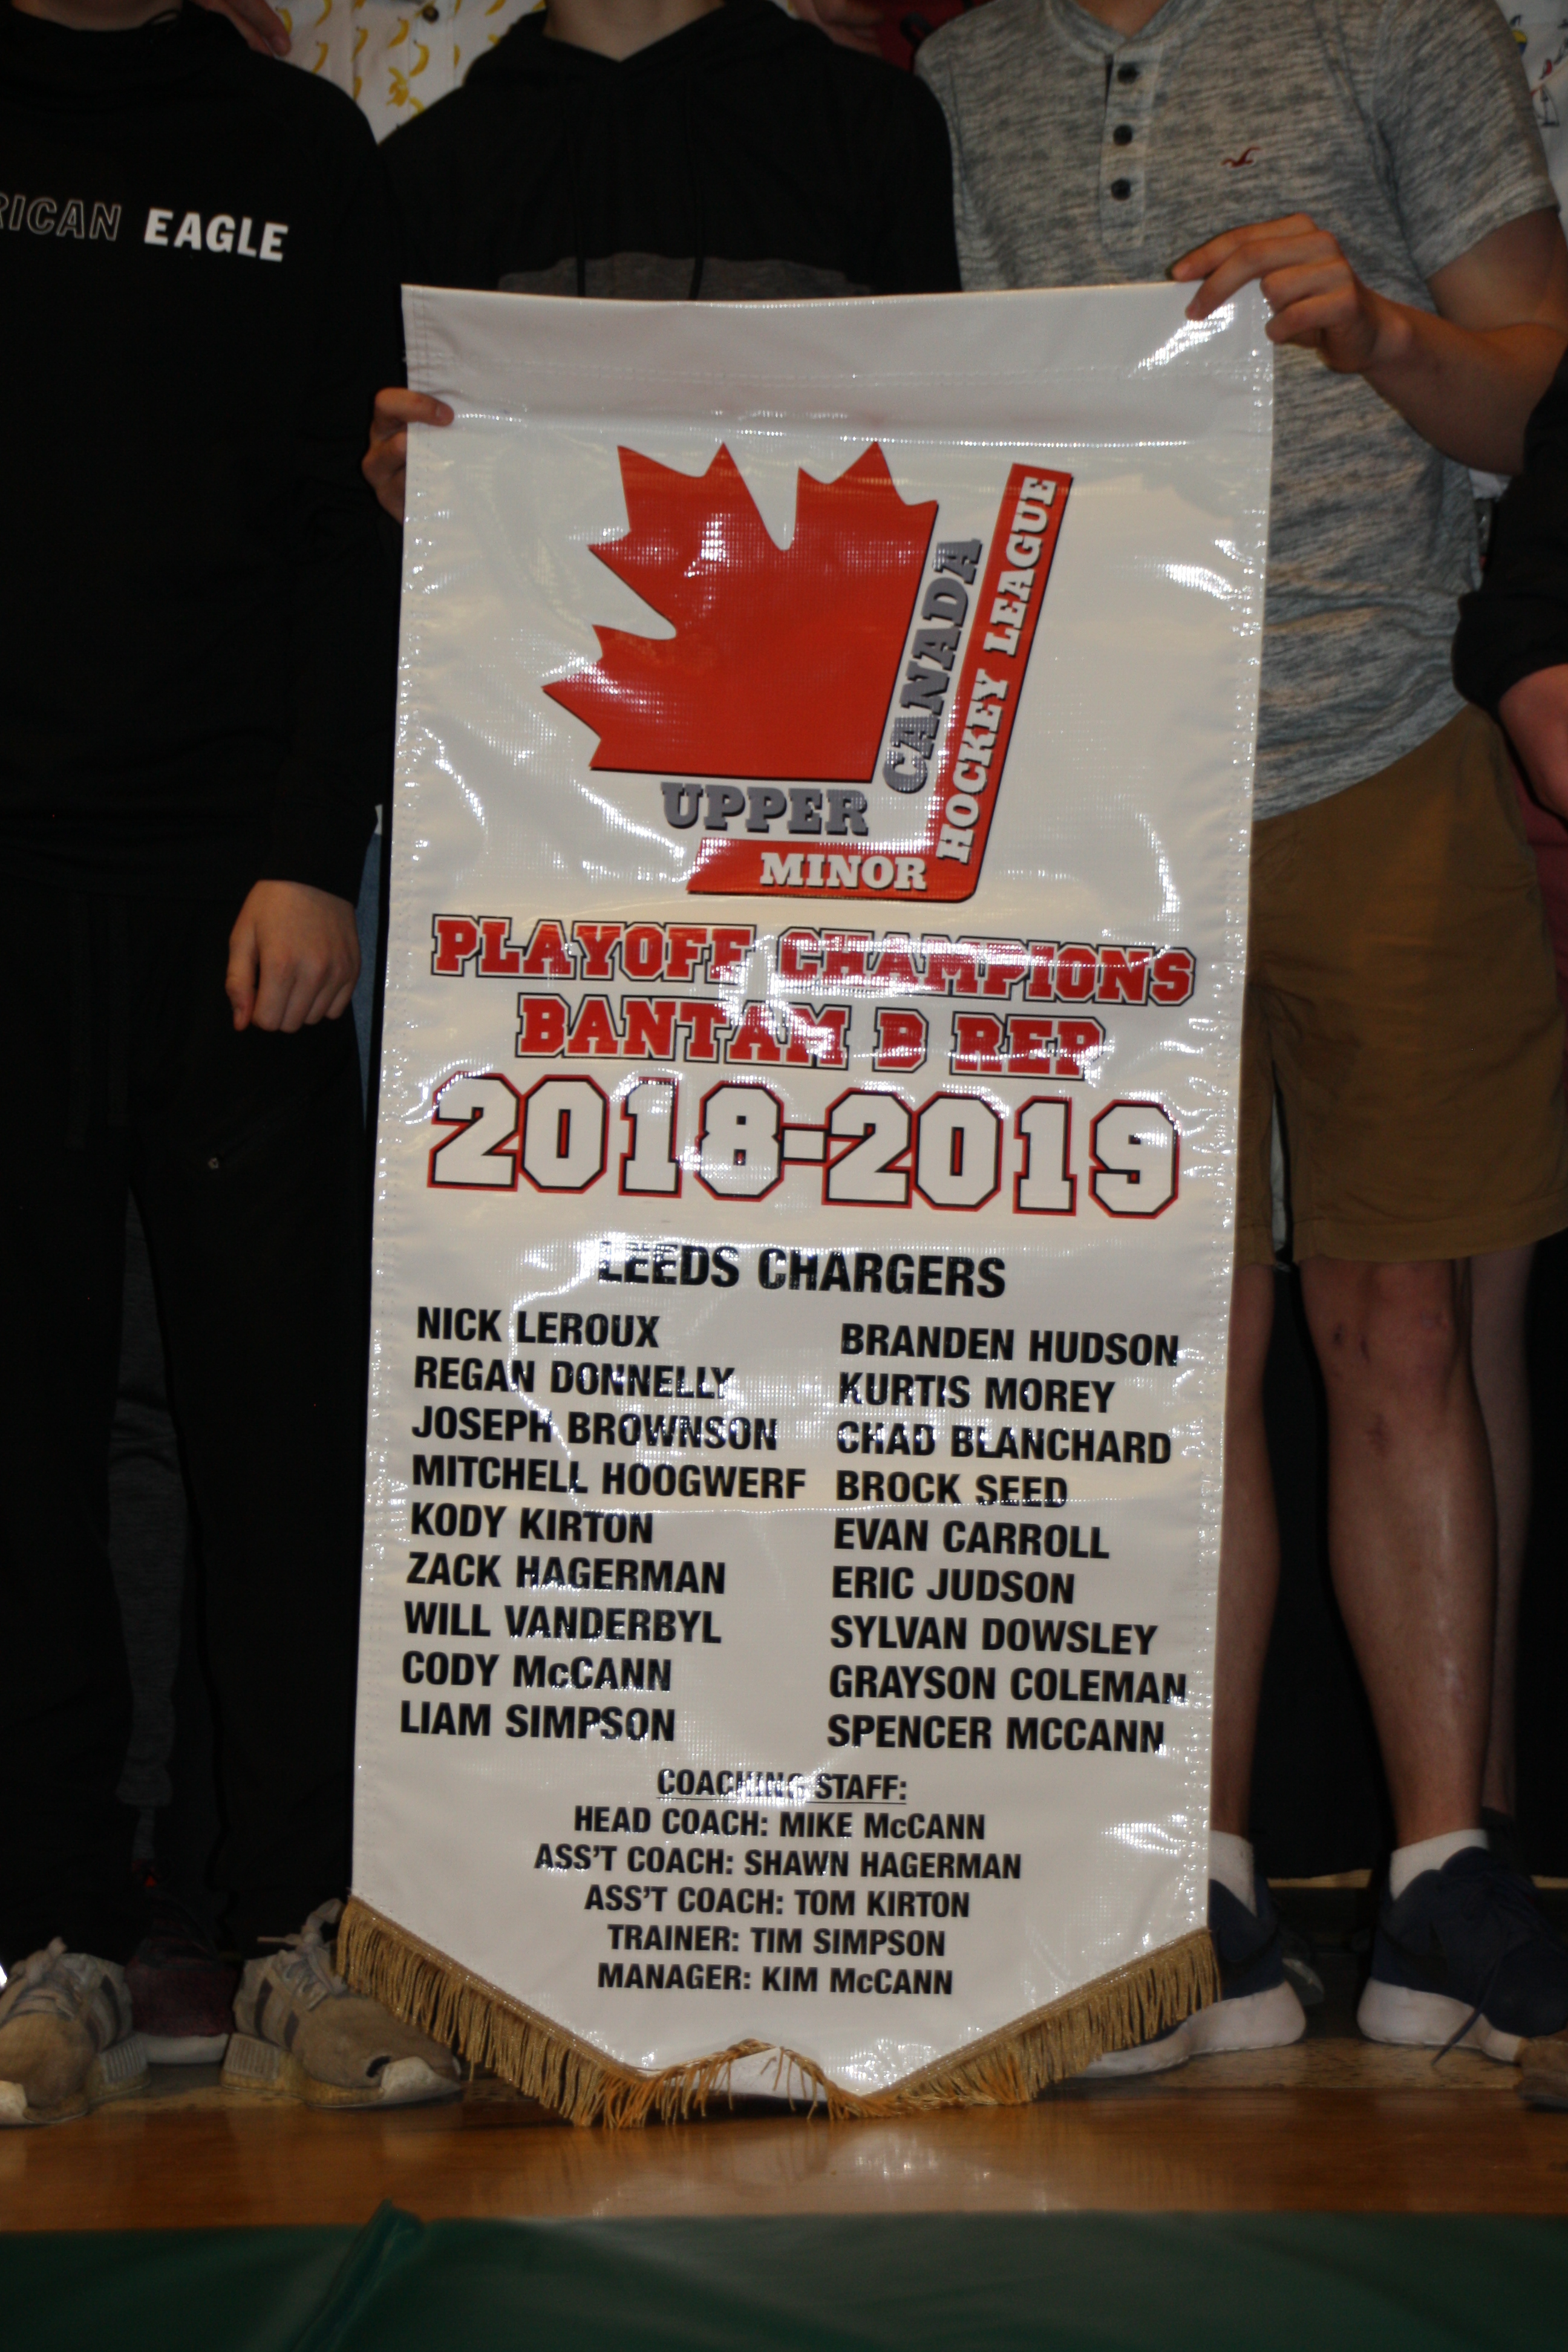 RICAN EAGLE
UPPER
CANADA
MINOR
HOCKEY LEAGUE
PLAYOFF CHAMPIONS
BANTAM B REP
2018-2019
LEEDS CHARGERS
NICK LEROUX
REGAN DONNELLY
JOSEPH BROWNSON
MITCHELL HOOGWERF
KODY KIRTON
ZACK HAGERMAN
WILL VANDERBYL
CODY McCANN
LIAM SIMPSON
BRANDEN HUDSON
KURTIS MOREY
CHAD BLANCHARD
BROCK SEED
EVAN CARROLL
ERIC JUDSON
SYLVAN DOWSLEY
GRAYSON COLEMAN
SPENCER MCCANN
COACHING STAFF:
HEAD COACH: MIKE McCANN
ASS'T COACH: SHAWN HAGERMAN
ASS'T COACH: TOM KIRTON
TRAINER: TIM SIMPSON
MANAGER: KIM McCANN